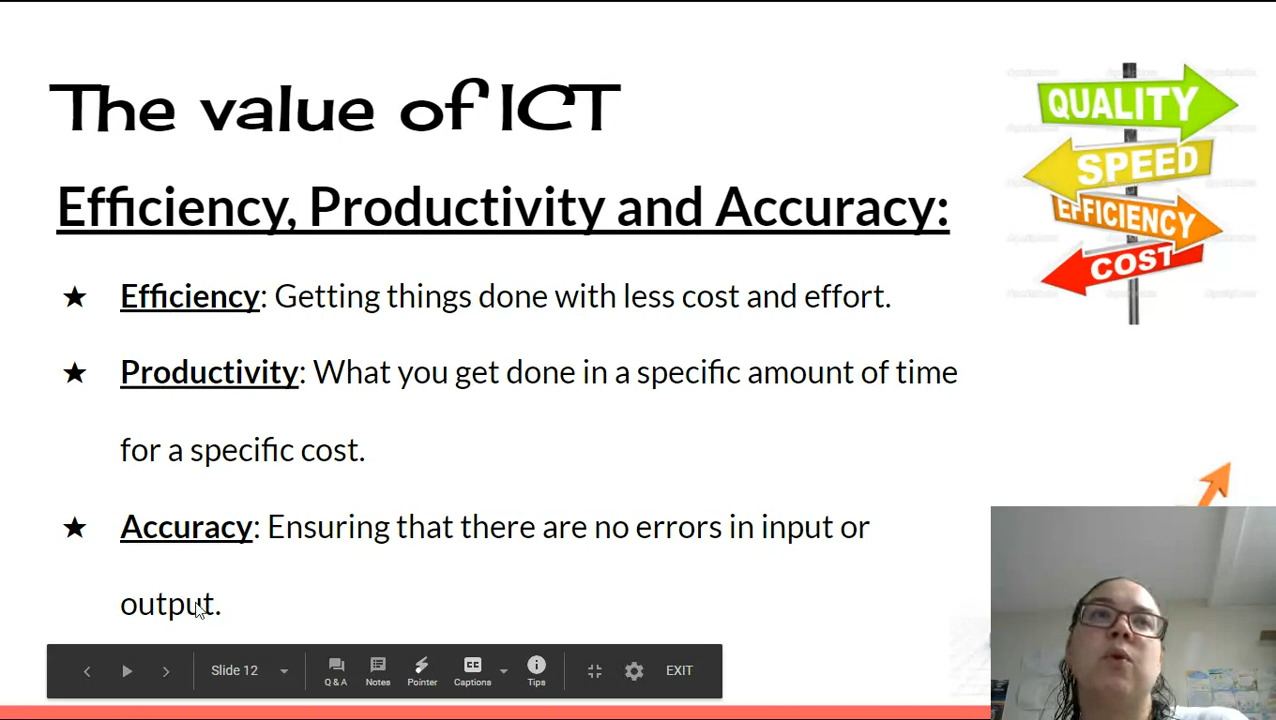 The value of ICT
Efficiency, Productivity and Accuracy:
★ Efficiency: Getting things done with less cost and effort.
★ Productivity: What you get done in a specific amount of time
for a specific cost.
★ Accuracy: Ensuring that there are no errors in input or
output.
QUALITY
SPEED
EFFICIENCY
COST
Slide 12
Q & A
Notes
Pointer
CC
Captions
Tips
EXIT